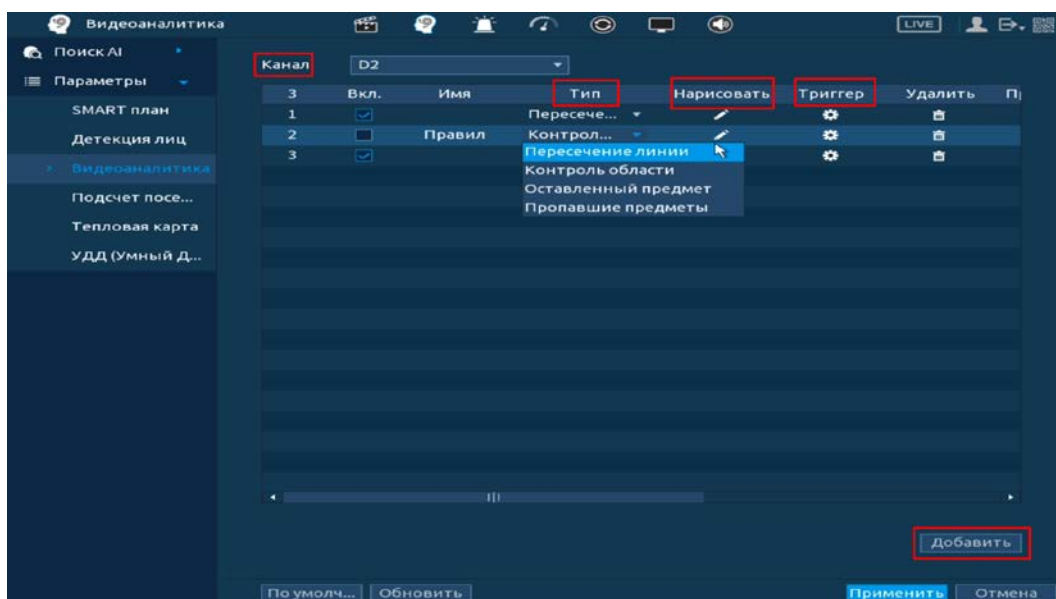 Видеоаналитика LIVE
Поиск AI
Параметры
SMART план
Детекция лиц
Видеоаналитика
Подсчет посе...
Тепловая карта
УДД (Умный Д...
Канал D2
3 Вкл. Имя Тип Нарисовать Триггер Удалить
1 Пересече...
2 Правил Контрол...
3
Пересечение линии
Контроль области
Оставленный предмет
Пропавшие предметы
Добавить
По умолч... Обновить Применить Отмена